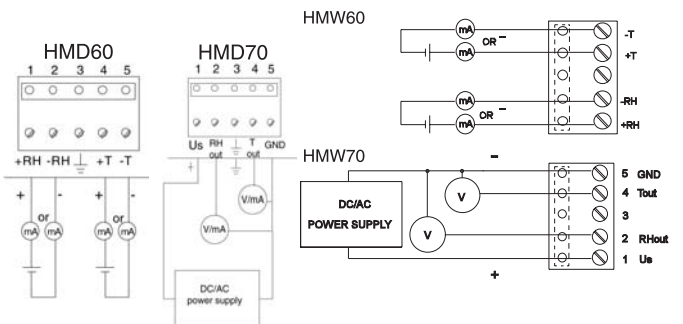 HMD60
1 2 3 4 5
+RH -RH +T -T
+ - + -
or or
mA mA mA mA
HMD70
1 2 3 4 5
Us RH out T out GND
+
V/mA
V/mA
DC/AC
power supply
HMW60
mA
OR –
mA
-T
+T
mA
OR –
mA
-RH
+RH
HMW70
–
DC/AC
POWER SUPPLY
V
V
+
5 GND
4 Tout
3
2 RHout
1 Us